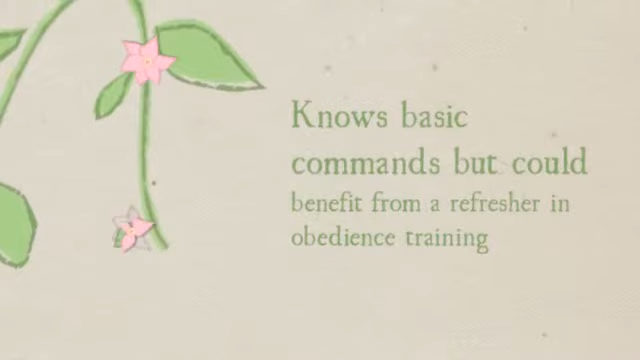 Knows basic
commands but could
benefit from a refresher in
obedience training